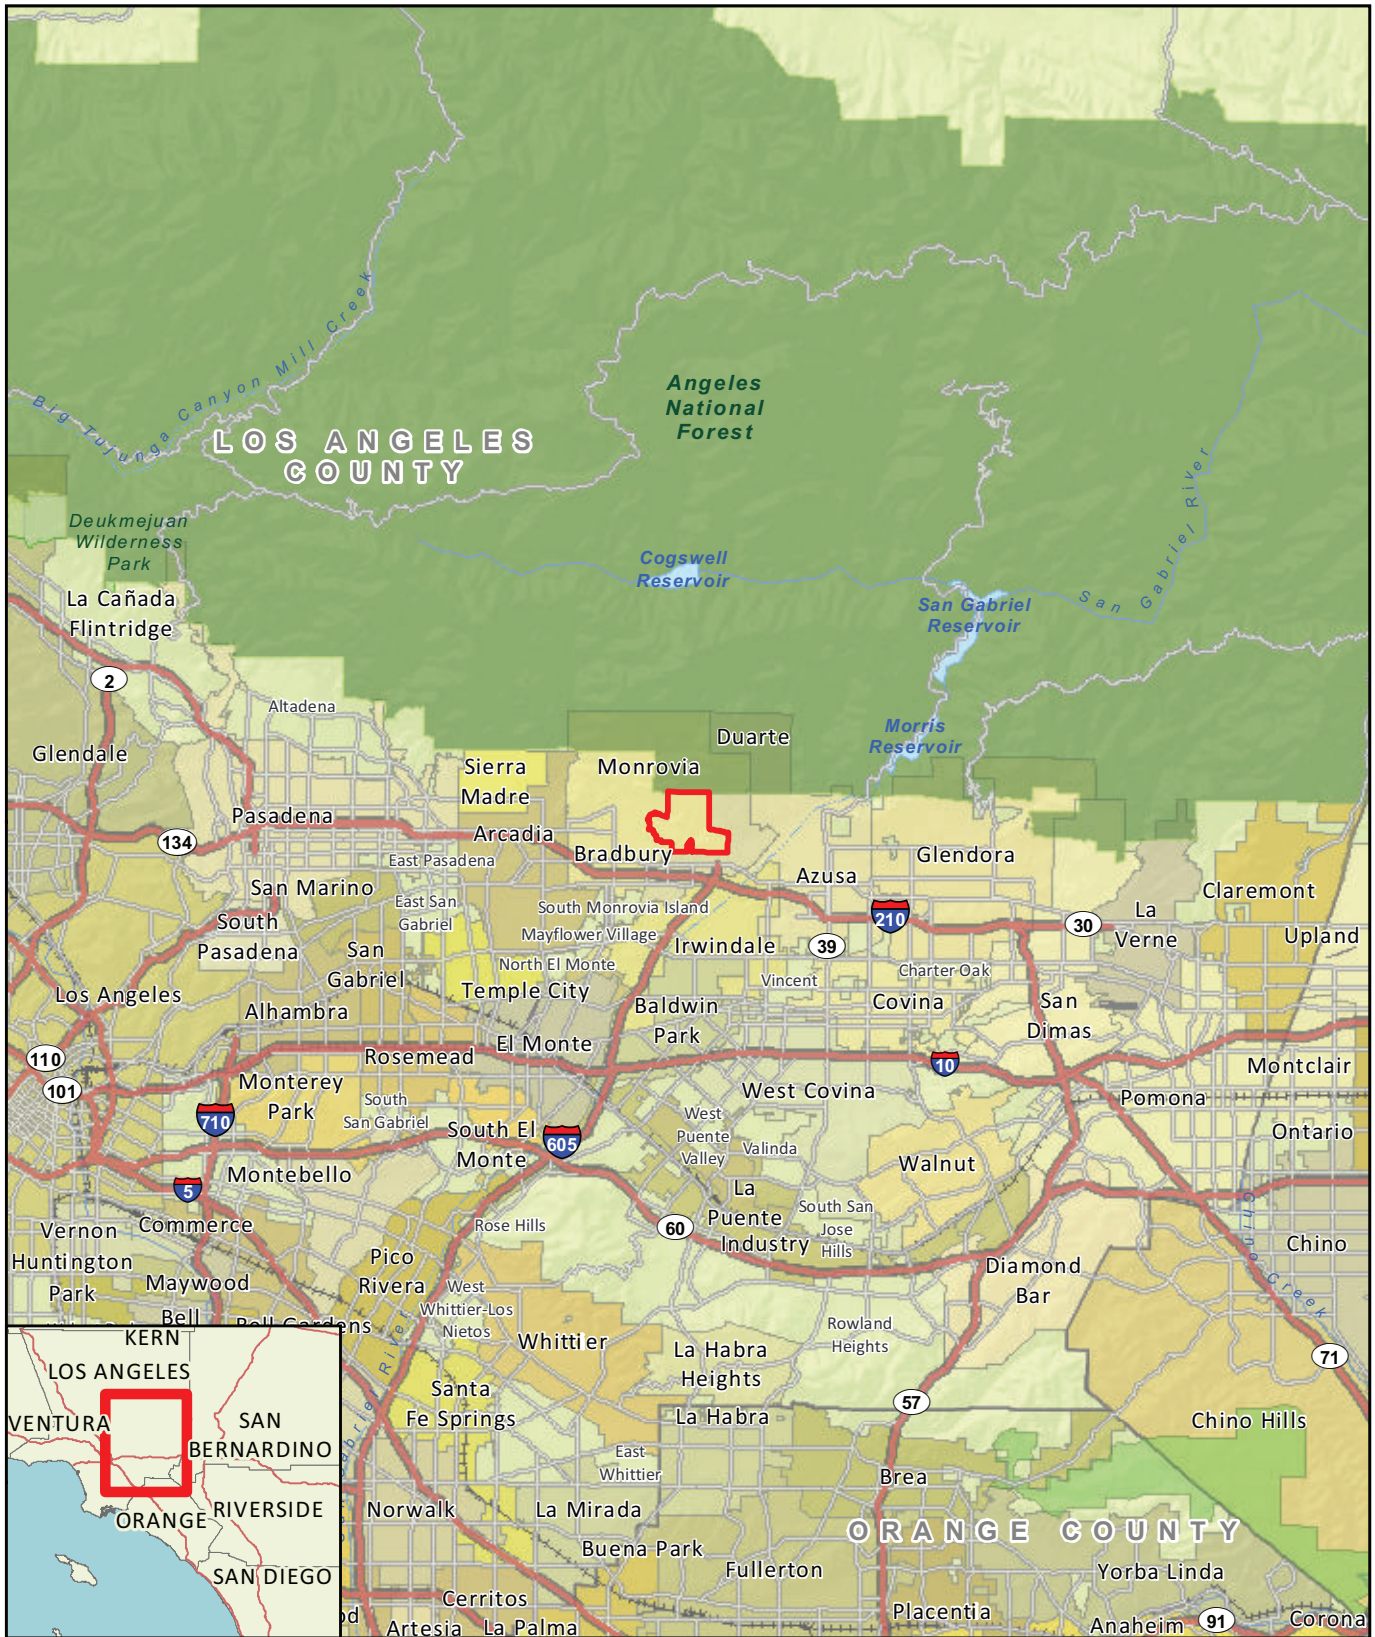 Angeles
National
Forest
Big Tujunga Canyon Mill Creek
LOS ANGELES
COUNTY
San Gabriel River
Deukmejuan
Wilderness
Park
Cogswell
Reservoir
San Gabriel
Reservoir
La Cañada
Flintridge
2
Altadena
Morris
Reservoir
Duarte
Glendale
Sierra
Madre
Monrovia
Pasadena
134
Arcadia
East Pasadena
Bradbury
Glendora
Azusa
San Marino
Claremont
East San
Gabriel
South Monrovia Island
210
South
Pasadena
30
La
Verne
Mayflower Village
Irwindale
39
Upland
San
Gabriel
North El Monte
Charter Oak
Vincent
Los Angeles
Temple City
Alhambra
Baldwin
Park
Covina
San
Dimas
El Monte
110
Rosemead
10
Montclair
101
Monterey
Park
West Covina
Pomona
South
San Gabriel
710
West
Puente
Valley
South El
Monte
605
Valinda
Ontario
Walnut
Montebello
5
La
Puente
South San
Jose
Hills
Commerce
Rose Hills
60
Industry
Vernon
Huntington
Park
Pico
Rivera
Chino
Chino Creek
Maywood
Diamond
Bar
West
Whittier-Los
Nietos
Bell
Bell Gardens
Whittier
Rowland
Heights
La Habra
Heights
71
Santa
Fe Springs
57
La Habra
Chino Hills
East
Whittier
Brea
Gabriel River
Norwalk
La Mirada
ORANGE COUNTY
Buena Park
Fullerton
Yorba Linda
Cerritos
Placentia
Artesia
La Palma
Anaheim
91
Corona
KERN
LOS ANGELES
VENTURA
SAN
BERNARDINO
RIVERSIDE
ORANGE
SAN DIEGO